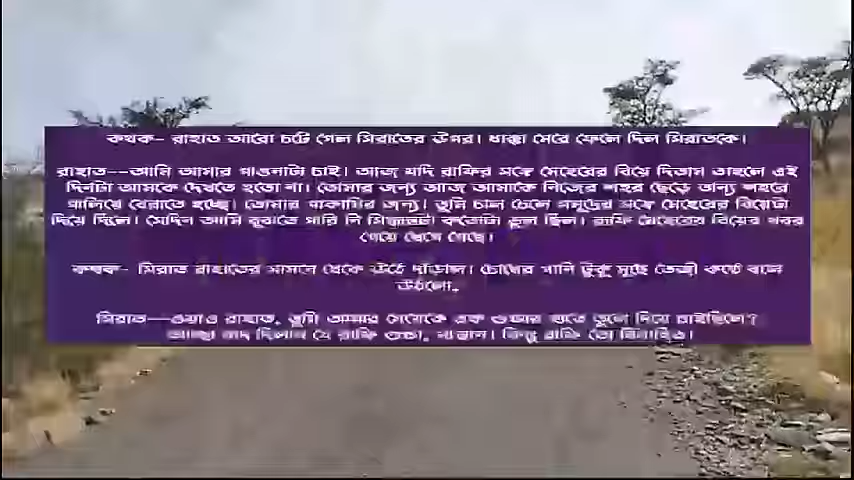 কথক- রাহাত আরো চটে গেল সিরাতের উপর। ধাক্কা মেরে ফেলে দিল সিরাতকে।
রাহাত--আমি আমার পাওনাটা চাই। আজ যদি রাফির সঙ্গে মেহেরের বিয়ে দিতাম তাহলে এই
দিনটা আমকে দেখতে হতো না। তোমার জন্য আজ আমাকে নিজের শহর ছেড়ে অন্য শহরে
পালিয়ে বেরাতে হচ্ছে। তোমার পাকামির জন্য। তুমি চাল চেলে সমুদ্রের সঙ্গে মেহেরের বিয়েটা
দিয়ে দিলে। সেদিন আমি বুঝতে পারি নি সিদ্ধান্তটা কতোটা ভুল ছিল। রাফি মেহেরের বিয়ের খবর
পেয়ে গেছে।
কথক- সিরাত রাহাতের সামনে থেকে উঠে দাঁড়াল। চোখের পানি টুকু মুছে তেজী কন্ঠে বলে
উঠলো,
সিরাত—ওয়াও রাহাত, তুমি আমার মেয়েকে এক গুন্ডার হাতে তুলে দিয়ে চাইছিলে?
আচ্ছা বাদ দিলাম যে রাফি গুন্ডা, মাস্তান। কিন্তু রাফি তো বিবাহিত।